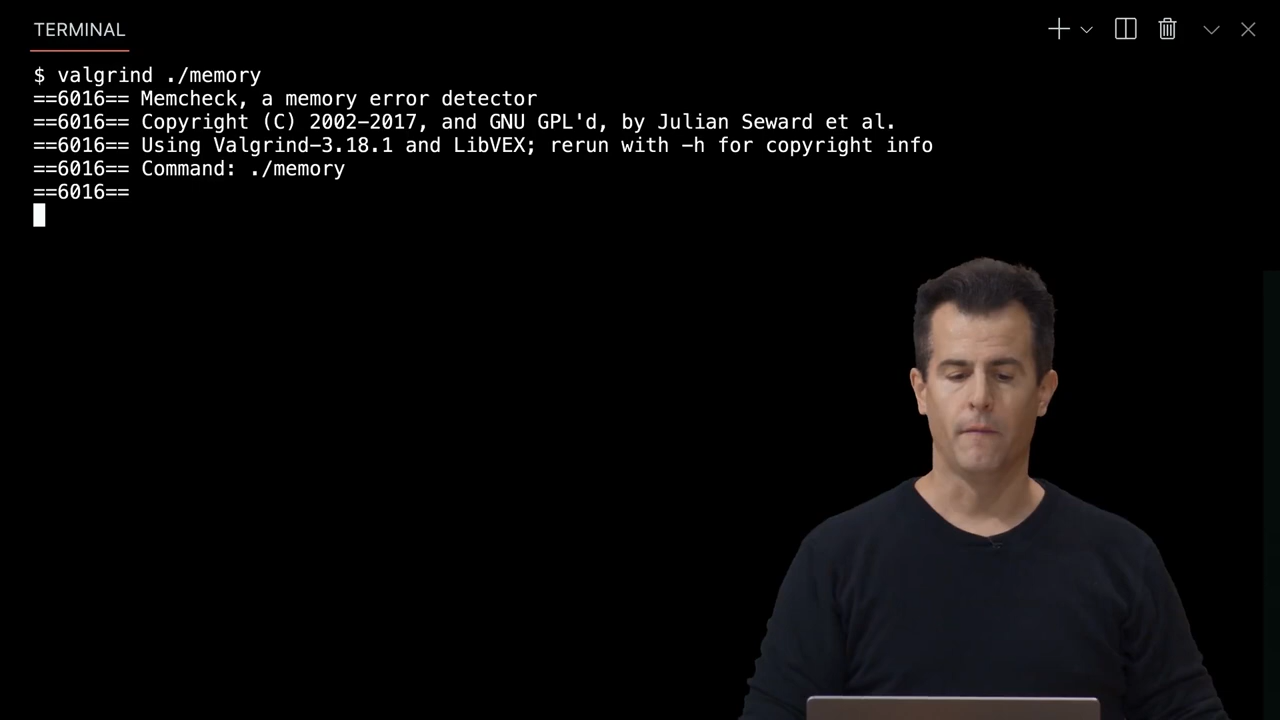 TERMINAL
$ valgrind ./memory
==6016== Memcheck, a memory error detector
==6016== Copyright (C) 2002-2017, and GNU GPL'd, by Julian Seward et al.
==6016== Using Valgrind-3.18.1 and LibVEX; rerun with -h for copyright info
==6016== Command: ./memory
==6016==